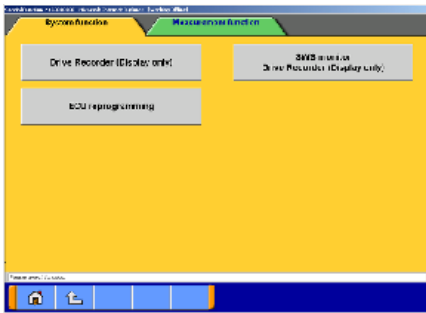 System function
Measurement function
Drive Recorder (Display only)
SWS monitor
Drive Recorder (Display only)
ECU reprogramming